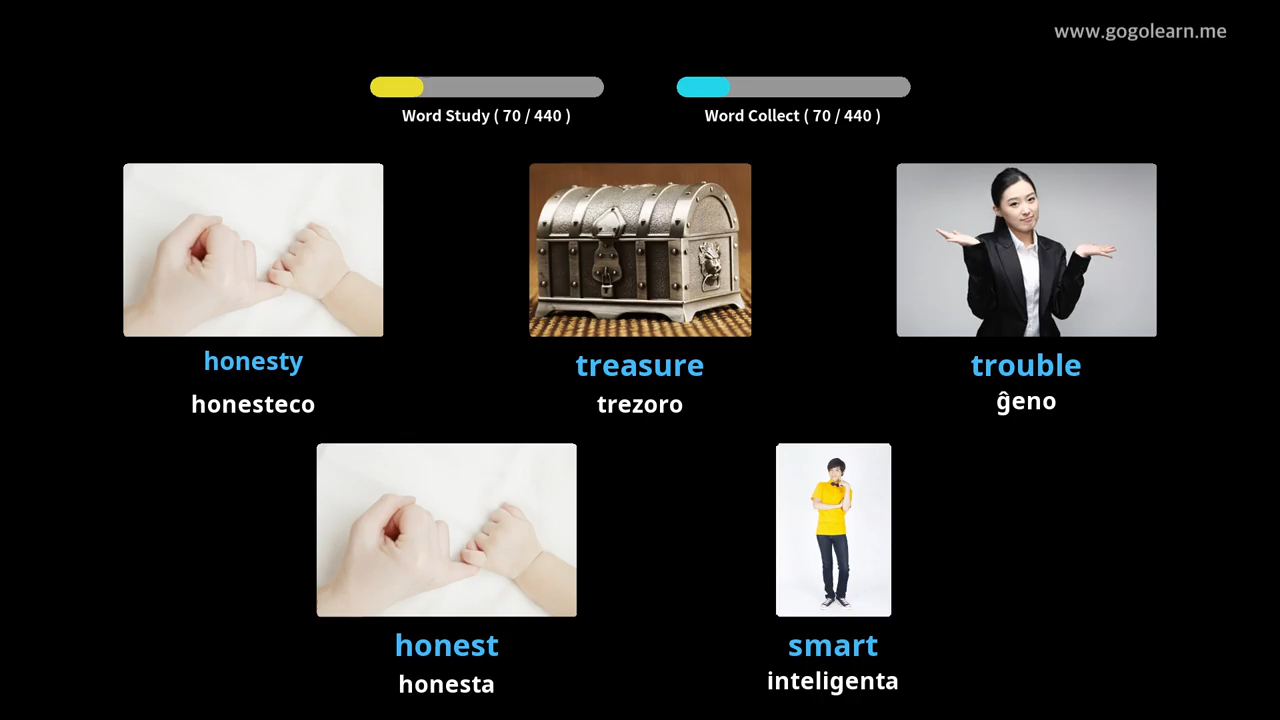 www.gogolearn.me
Word Study ( 70 / 440 )
Word Collect ( 70 / 440 )
honesty
honesteco
treasure
trezoro
trouble
ĝeno
honest
honesta
smart
inteligenta